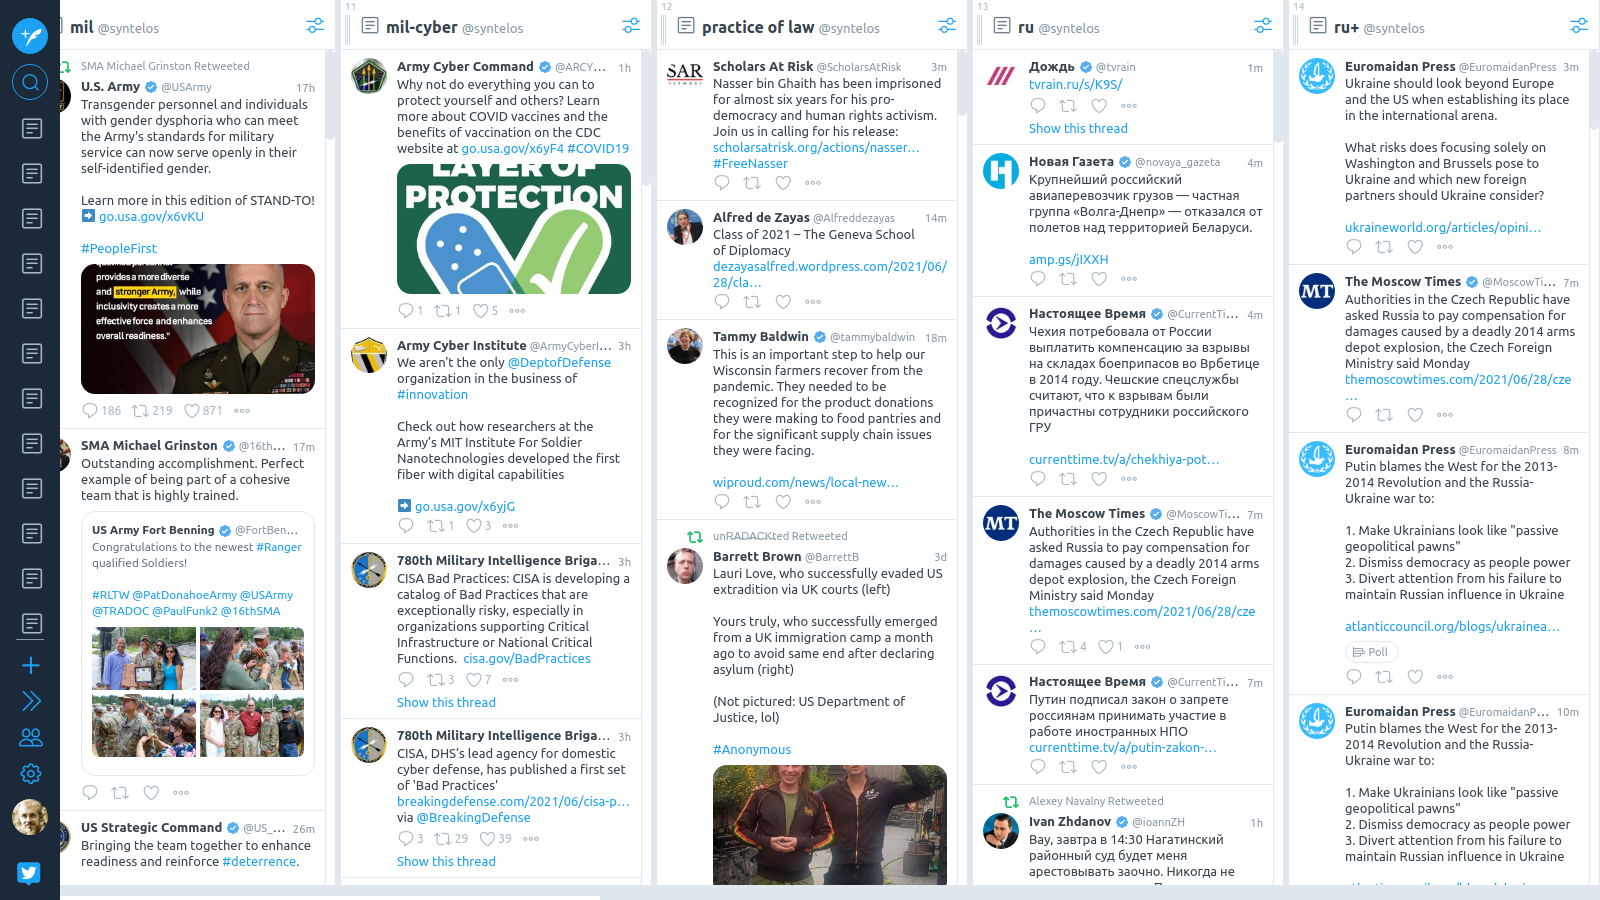 mil @syntelos
SMA Michael Grinston Retweeted
U.S. Army @USArmy 17h
Transgender personnel and individuals
with gender dysphoria who can meet
the Army's standards for military
service can now serve openly in their
self-identified gender.
Learn more in this edition of STAND-TO!
➡ go.usa.gov/x6vKU
#PeopleFirst
provides a more diverse
and stronger Army, while
inclusivity creates a more
effective force and enhances
overall readiness."
186 219 871
SMA Michael Grinston @16th... 17m
Outstanding accomplishment. Perfect
example of being part of a cohesive
team that is highly trained.
US Army Fort Benning @FortBen...
Congratulations to the newest #Ranger
qualified Soldiers!
#RLTW @PatDonahoeArmy @USArmy
@TRADOC @PaulFunk2 @16thSMA
US Strategic Command @US_... 26m
Bringing the team together to enhance
readiness and reinforce #deterrence.
11
mil-cyber @syntelos
Army Cyber Command @ARCY... 1h
Why not do everything you can to
protect yourself and others? Learn
more about COVID vaccines and the
benefits of vaccination on the CDC
website at go.usa.gov/x6yF4 #COVID19
LAYER OF
PROTECTION
1 1 5
Army Cyber Institute @ArmyCyberI... 3h
We aren't the only @DeptofDefense
organization in the business of
#innovation
Check out how researchers at the
Army's MIT Institute For Soldier
Nanotechnologies developed the first
fiber with digital capabilities
➡ go.usa.gov/x6yjG
1 3
780th Military Intelligence Briga... 3h
CISA Bad Practices: CISA is developing a
catalog of Bad Practices that are
exceptionally risky, especially in
organizations supporting Critical
Infrastructure or National Critical
Functions. cisa.gov/BadPractices
3 7
Show this thread
780th Military Intelligence Briga... 3h
CISA, DHS's lead agency for domestic
cyber defense, has published a first set
of 'Bad Practices'
breakingdefense.com/2021/06/cisa-p...
via @BreakingDefense
3 29 39
Show this thread
12
practice of law @syntelos
SAR
NETWORK
Scholars At Risk @ScholarsAtRisk 3m
Nasser bin Ghaith has been imprisoned
for almost six years for his pro-
democracy and human rights activism.
Join us in calling for his release:
scholarsatrisk.org/actions/nasser...
#FreeNasser
Alfred de Zayas @Alfreddezayas 14m
Class of 2021 – The Geneva School
of Diplomacy
dezayasalfred.wordpress.com/2021/06/
28/cla...
Tammy Baldwin @tammybaldwin 18m
This is an important step to help our
Wisconsin farmers recover from the
pandemic. They needed to be
recognized for the product donations
they were making to food pantries and
for the significant supply chain issues
they were facing.
wiproud.com/news/local-new...
unRADACKted Retweeted
Barrett Brown @BarrettB 3d
Lauri Love, who successfully evaded US
extradition via UK courts (left)
Yours truly, who successfully emerged
from a UK immigration camp a month
ago to avoid same end after declaring
asylum (right)
(Not pictured: US Department of
Justice, lol)
#Anonymous
13
ru @syntelos
Дождь @tvrain 1m
tvrain.ru/s/K9S/
Show this thread
Новая Газета @novaya_gazeta 4m
Крупнейший российский
авиаперевозчик грузов — частная
группа «Волга-Днепр» — отказался от
полетов над территорией Беларуси.
amp.gs/jIXXH
Настоящее Время @CurrentTi... 4m
Чехия потребовала от России
выплатить компенсацию за взрывы
на складах боеприпасов во Врбетице
в 2014 году. Чешские спецслужбы
считают, что к взрывам были
причастны сотрудники российского
ГРУ
currenttime.tv/a/chekhiya-pot...
MT
The Moscow Times @MoscowTi... 7m
Authorities in the Czech Republic have
asked Russia to pay compensation for
damages caused by a deadly 2014 arms
depot explosion, the Czech Foreign
Ministry said Monday
themoscowtimes.com/2021/06/28/cze
...
4 1
Настоящее Время @CurrentTi... 7m
Путин подписал закон о запрете
россиянам принимать участие в
работе иностранных НПО
currenttime.tv/a/putin-zakon-...
Alexey Navalny Retweeted
Ivan Zhdanov @ioannZH 1h
Вау, завтра в 14:30 Нагатинский
районный суд будет меня
арестовывать заочно. Никогда не
14
ru+ @syntelos
Euromaidan Press @EuromaidanPress 3m
Ukraine should look beyond Europe
and the US when establishing its place
in the international arena.
What risks does focusing solely on
Washington and Brussels pose to
Ukraine and which new foreign
partners should Ukraine consider?
ukraineworld.org/articles/opini...
MT
The Moscow Times @MoscowTi... 7m
Authorities in the Czech Republic have
asked Russia to pay compensation for
damages caused by a deadly 2014 arms
depot explosion, the Czech Foreign
Ministry said Monday
themoscowtimes.com/2021/06/28/cze
...
Euromaidan Press @EuromaidanPress 8m
Putin blames the West for the 2013-
2014 Revolution and the Russia-
Ukraine war to:
1. Make Ukrainians look like "passive
geopolitical pawns"
2. Dismiss democracy as people power
3. Divert attention from his failure to
maintain Russian influence in Ukraine
atlanticcouncil.org/blogs/ukrainea...
Poll
Euromaidan Press @EuromaidanP... 10m
Putin blames the West for the 2013-
2014 Revolution and the Russia-
Ukraine war to:
1. Make Ukrainians look like "passive
geopolitical pawns"
2. Dismiss democracy as people power
3. Divert attention from his failure to
maintain Russian influence in Ukraine